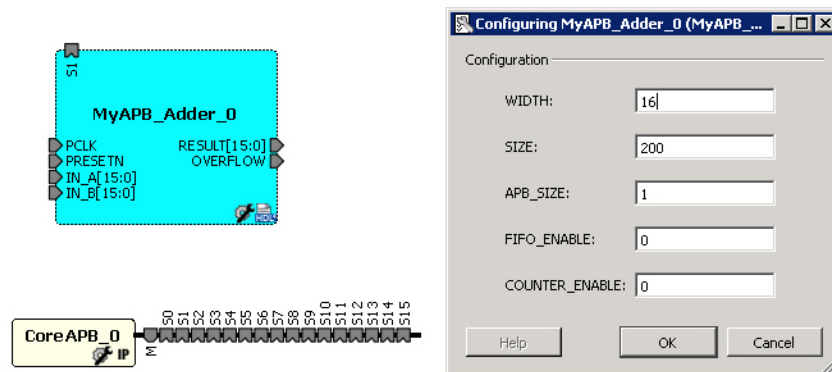 S1
MyAPB_Adder_0
PCLK RESULT[15:0]
PRESETN OVERFLOW
IN_A[15:0]
IN_B[15:0]
HDL
S0 S1 S2 S3 S4 S5 S6 S7 S8 S9 S10 S11 S12 S13 S14 S15
CoreAPB_0
IP
M
Configuring MyAPB_Adder_0 (MyAPB_...
Configuration
WIDTH: 16
SIZE: 200
APB_SIZE: 1
FIFO_ENABLE: 0
COUNTER_ENABLE: 0
Help OK Cancel